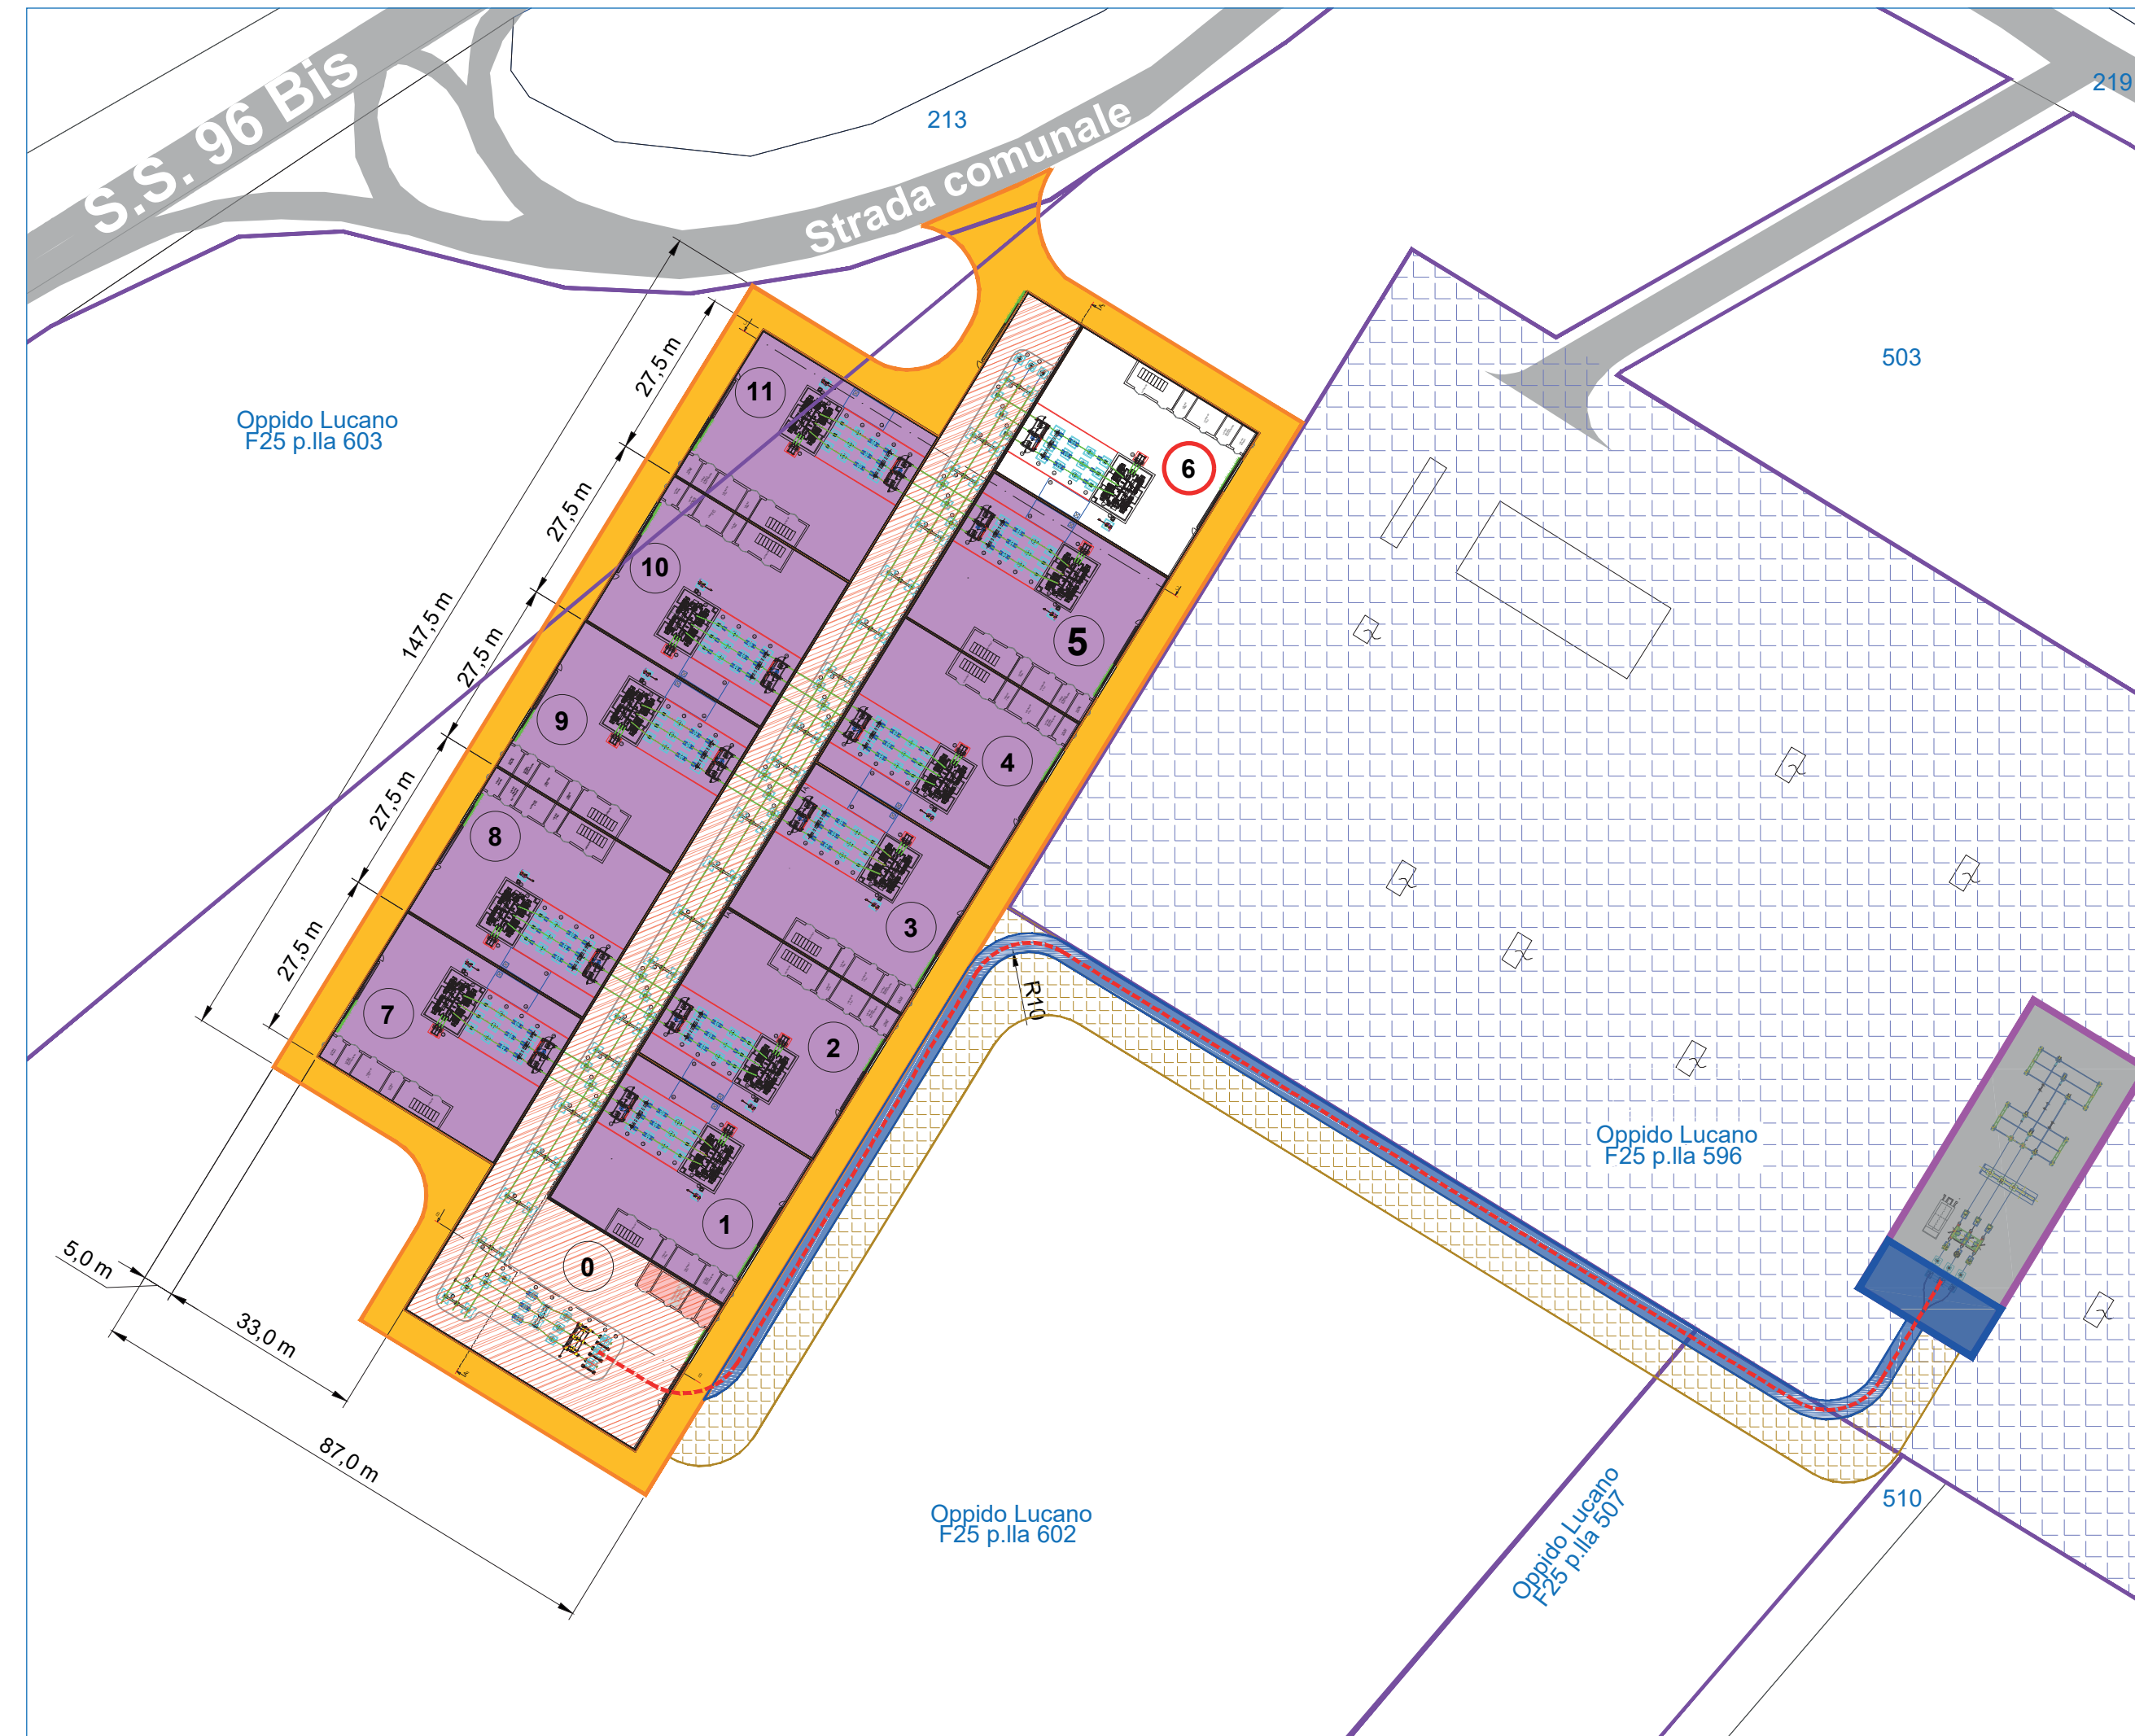 S.S. 96 Bis
Strada comunale
213
219
503
Oppido Lucano
F25 p.lla 603
27,5 m
27,5 m
27,5 m
27,5 m
27,5 m
147,5 m
11
10
9
8
7
6
5
4
3
2
1
0
R10
5,0 m
33,0 m
87,0 m
Oppido Lucano
F25 p.lla 596
Oppido Lucano
F25 p.lla 602
Oppido Lucano
F25 p.lla 507
510